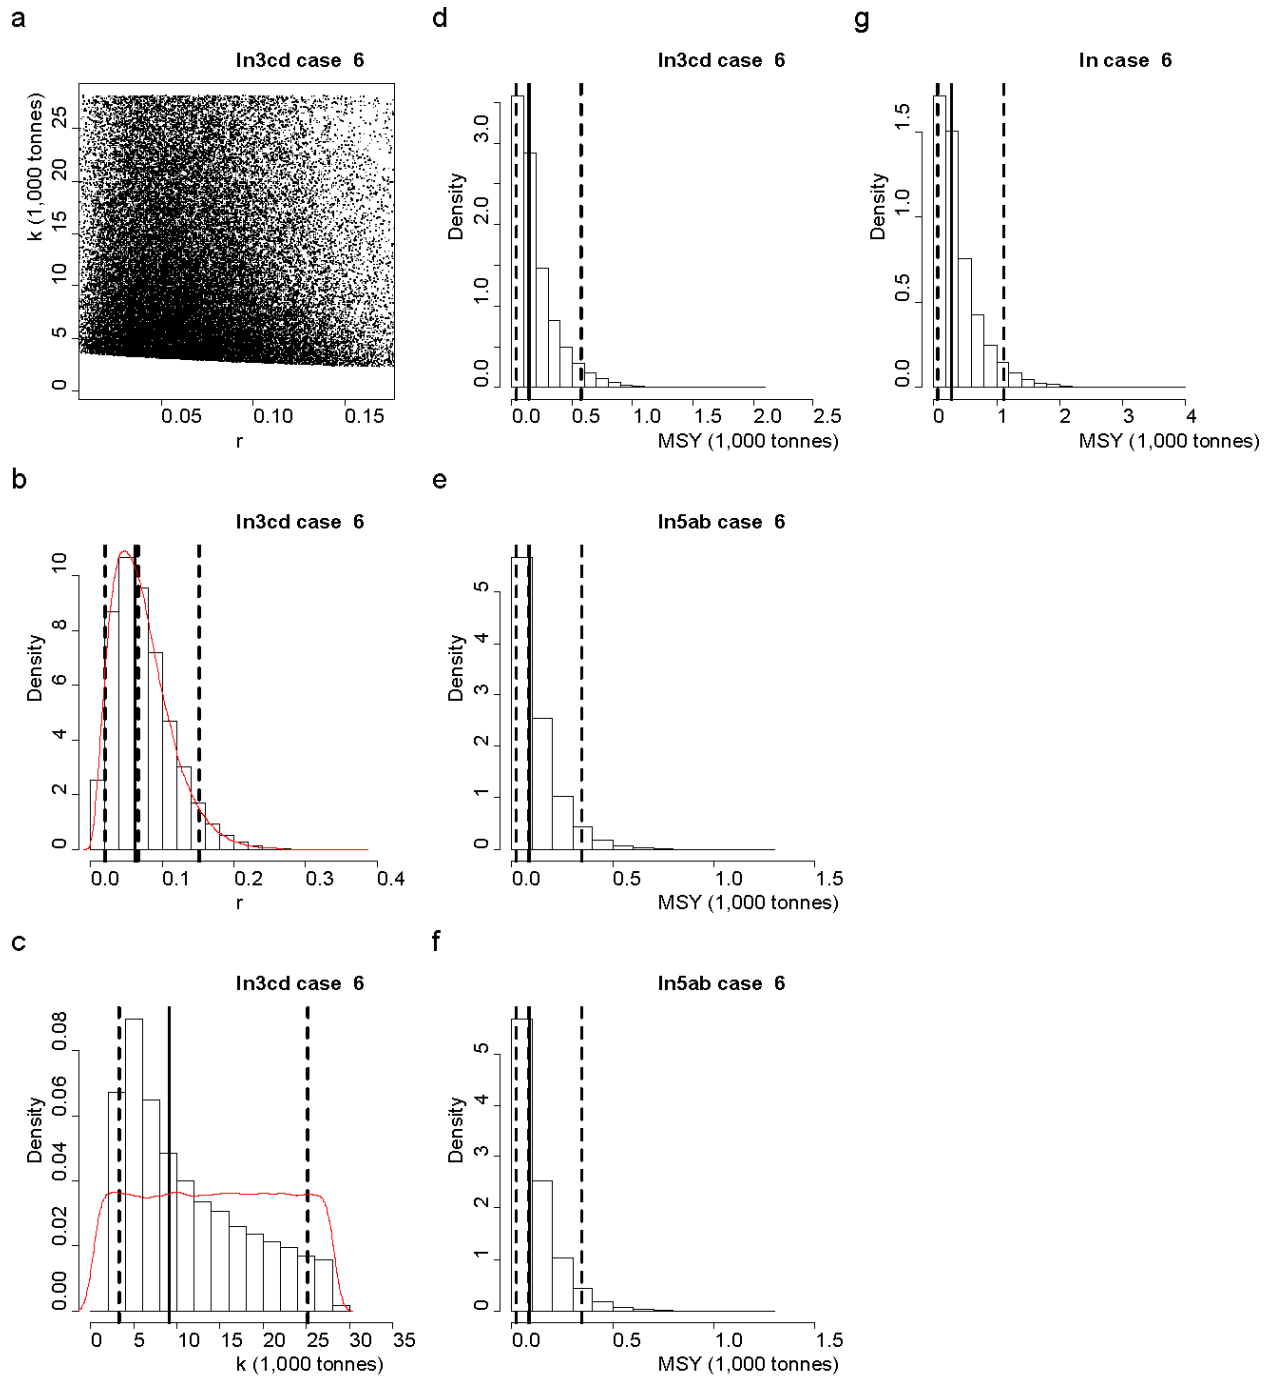 a
ln3cd case 6
k (1,000 tonnes)
0
5
10
15
20
25
0.05
0.10
0.15
r
b
ln3cd case 6
Density
0
2
4
6
8
10
0.0
0.1
0.2
0.3
0.4
r
c
ln3cd case 6
Density
0.00
0.02
0.04
0.06
0.08
0
5
10
15
20
25
30
35
k (1,000 tonnes)
d
ln3cd case 6
Density
0.0
1.0
2.0
3.0
0.0
0.5
1.0
1.5
2.0
2.5
MSY (1,000 tonnes)
e
ln5ab case 6
Density
0
1
2
3
4
5
0.0
0.5
1.0
1.5
MSY (1,000 tonnes)
f
ln5ab case 6
Density
0
1
2
3
4
5
0.0
0.5
1.0
1.5
MSY (1,000 tonnes)
g
ln case 6
Density
0.0
0.5
1.0
1.5
0
1
2
3
4
MSY (1,000 tonnes)